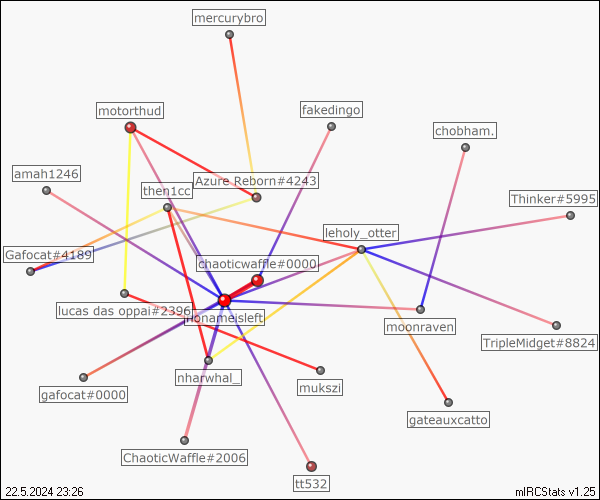 mercurybro
motorthud
fakedingo
chobham.
amah1246
then1cc
Azure Reborn#4243
Thinker#5995
leholy_otter
Gafocat#4189
chaoticwaffle#0000
lucas das oppai#2396
nonameisleft
moonraven
TripleMidget#8824
nharwhal_
mukszi
gafocat#0000
gateauxcatto
ChaoticWaffle#2006
tt532
22.5.2024 23:26
mIRCStats v1.25